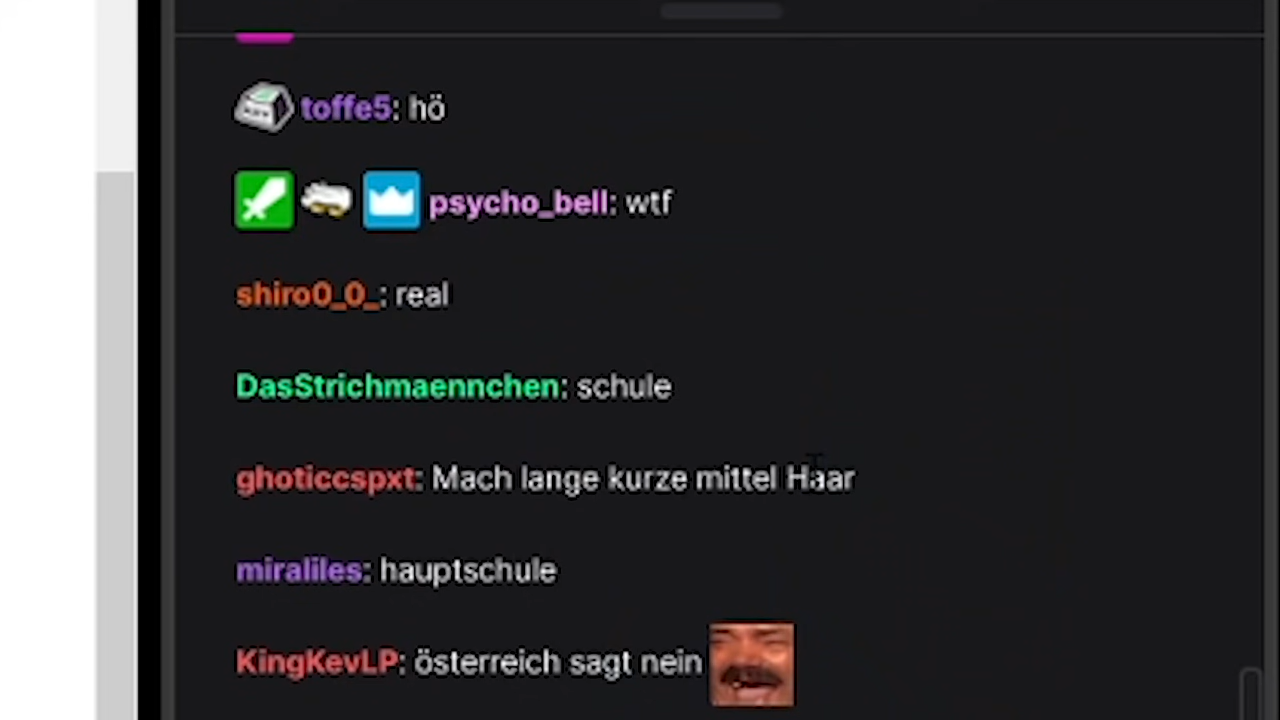 toffe5: hö
psycho_bell: wtf
shiro0_0_: real
DasStrichmaennchen: schule
ghoticcspxt: Mach lange kurze mittel Haar
miraliles: hauptschule
KingKevLP: österreich sagt nein